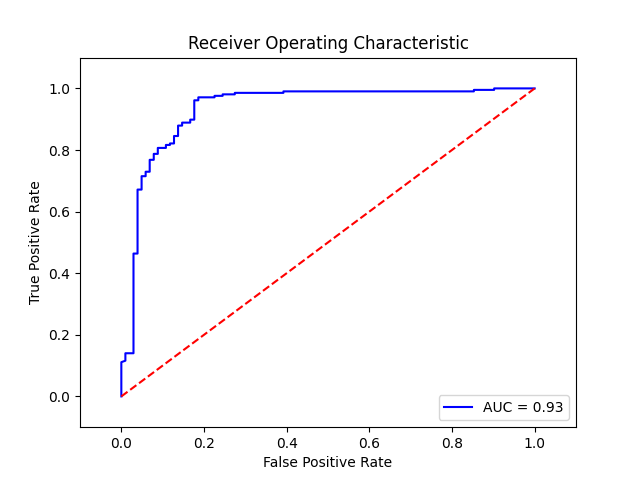 Receiver Operating Characteristic
True Positive Rate
1.0
0.8
0.6
0.4
0.2
0.0
AUC = 0.93
0.0 0.2 0.4 0.6 0.8 1.0
False Positive Rate